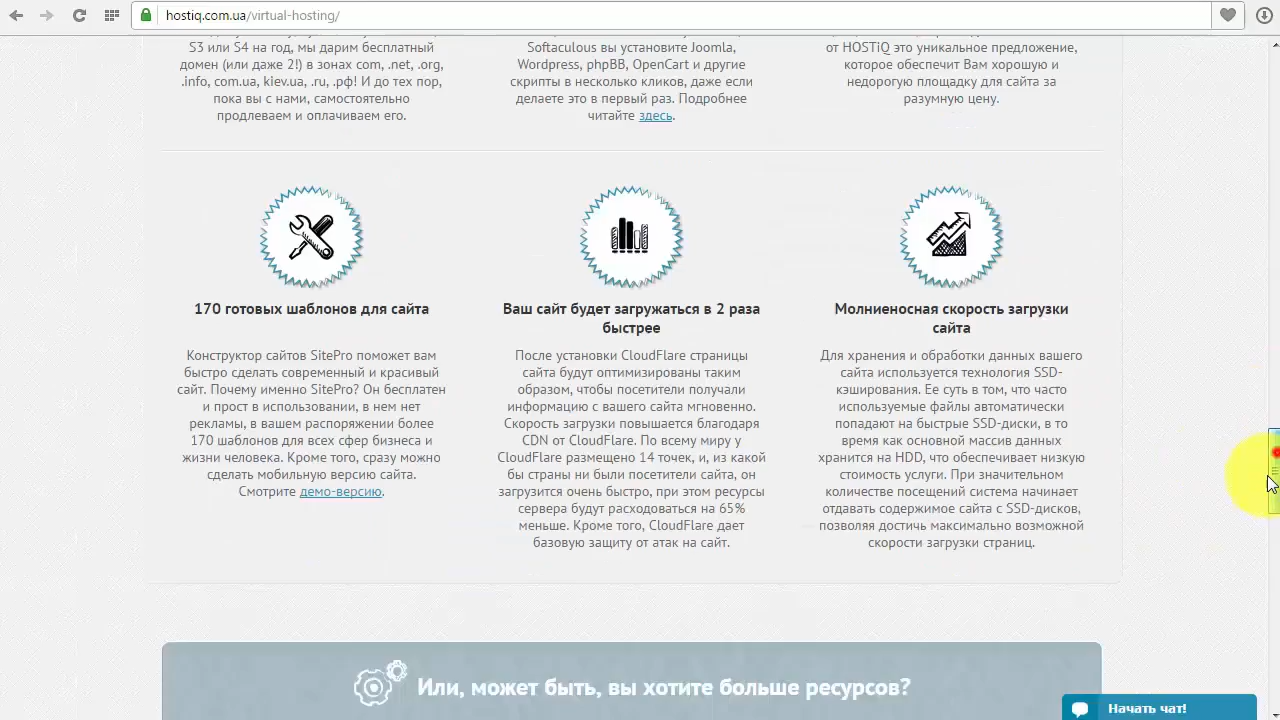 hostiq.com.ua/virtual-hosting/
S3 или S4 на год, мы дарим бесплатный
домен (или даже 2!) в зонах com, .net, .org,
.info, com.ua, kiev.ua, .ru, .рф! И до тех пор,
пока вы с нами, самостоятельно
продлеваем и оплачиваем его.
Softaculous вы установите Joomla,
Wordpress, phpBB, OpenCart и другие
скрипты в несколько кликов, даже если
делаете это в первый раз. Подробнее
читайте здесь.
от HOSTiQ это уникальное предложение,
которое обеспечит Вам хорошую и
недорогую площадку для сайта за
разумную цену.
170 готовых шаблонов для сайта
Конструктор сайтов SitePro поможет вам
быстро сделать современный и красивый
сайт. Почему именно SitePro? Он бесплатен
и прост в использовании, в нем нет
рекламы, в вашем распоряжении более
170 шаблонов для всех сфер бизнеса и
жизни человека. Кроме того, сразу можно
сделать мобильную версию сайта.
Смотрите демо-версию.
Ваш сайт будет загружаться в 2 раза
быстрее
После установки CloudFlare страницы
сайта будут оптимизированы таким
образом, чтобы посетители получали
информацию с вашего сайта мгновенно.
Скорость загрузки повышается благодаря
CDN от CloudFlare. По всему миру у
CloudFlare размещено 14 точек, и, из какой
бы страны и были посетители сайта, он
загрузится очень быстро, при этом ресурсы
сервера будут расходоваться на 65%
меньше. Кроме того, CloudFlare дает
базовую защиту от атак на сайт.
Молниеносная скорость загрузки
сайта
Для хранения и обработки данных вашего
сайта используется технология SSD-
кэширования. Ее суть в том, что часто
используемые файлы автоматически
попадают на быстрые SSD-диски, в то
время как основной массив данных
хранится на HDD, что обеспечивает низкую
стоимость услуги. При значительном
количестве посещений система начинает
отдавать содержимое сайта с SSD-дисков,
позволяя достичь максимально возможной
скорости загрузки страниц.
Или, может быть, вы хотите больше ресурсов?
Начать чат!